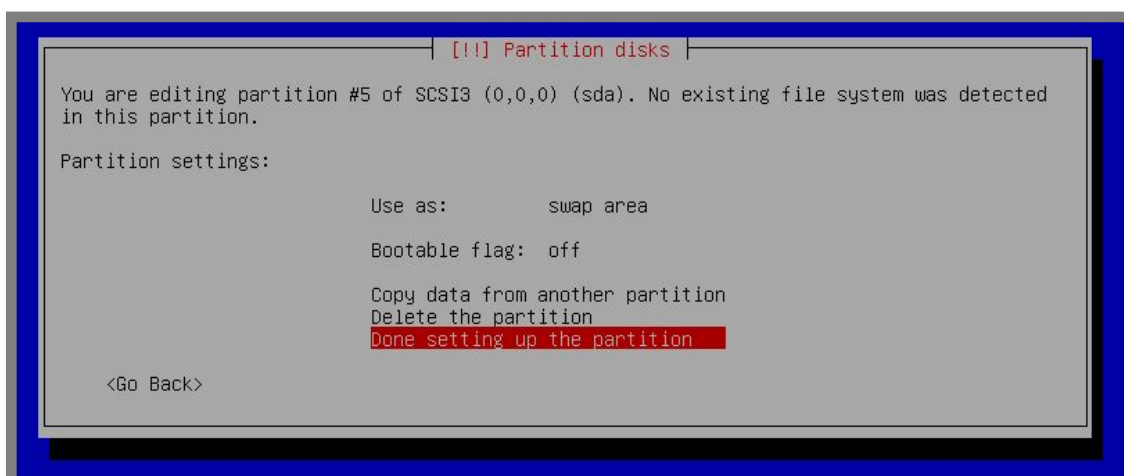 [!!] Partition disks
You are editing partition #5 of SCSI3 (0,0,0) (sda). No existing file system was detected
in this partition.
Partition settings:
Use as: swap area
Bootable flag: off
Copy data from another partition
Delete the partition
Done setting up the partition
<Go Back>